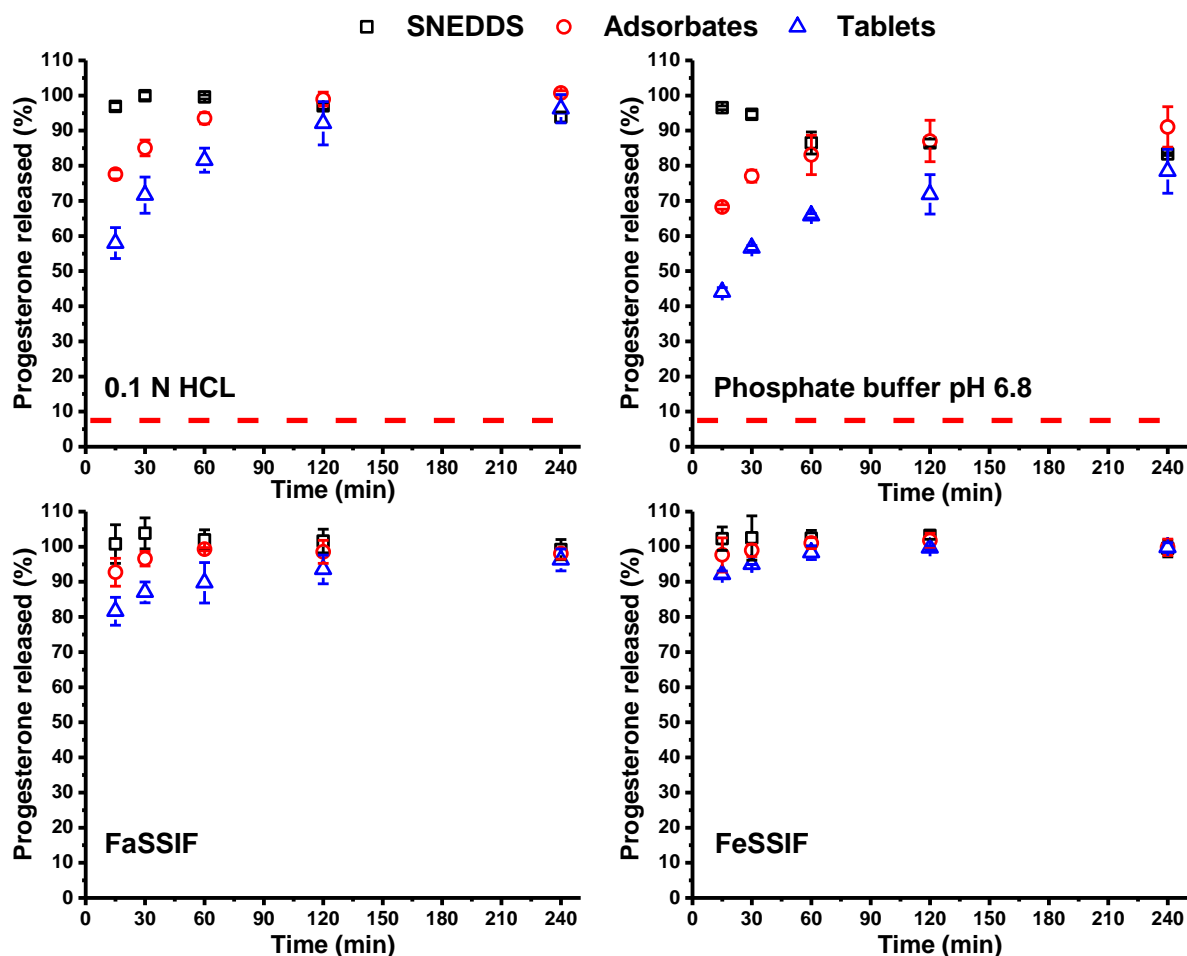 SNEDDS Adsorbates Tablets
Progesterone released (%)
110
100
90
80
70
60
50
40
30
20
10
0
0.1 N HCL
0 30 60 90 120 150 180 210 240
Time (min)
Progesterone released (%)
110
100
90
80
70
60
50
40
30
20
10
0
Phosphate buffer pH 6.8
0 30 60 90 120 150 180 210 240
Time (min)
Progesterone released (%)
110
100
90
80
70
60
50
40
30
20
10
0
FaSSIF
0 30 60 90 120 150 180 210 240
Time (min)
Progesterone released (%)
110
100
90
80
70
60
50
40
30
20
10
0
FeSSIF
0 30 60 90 120 150 180 210 240
Time (min)